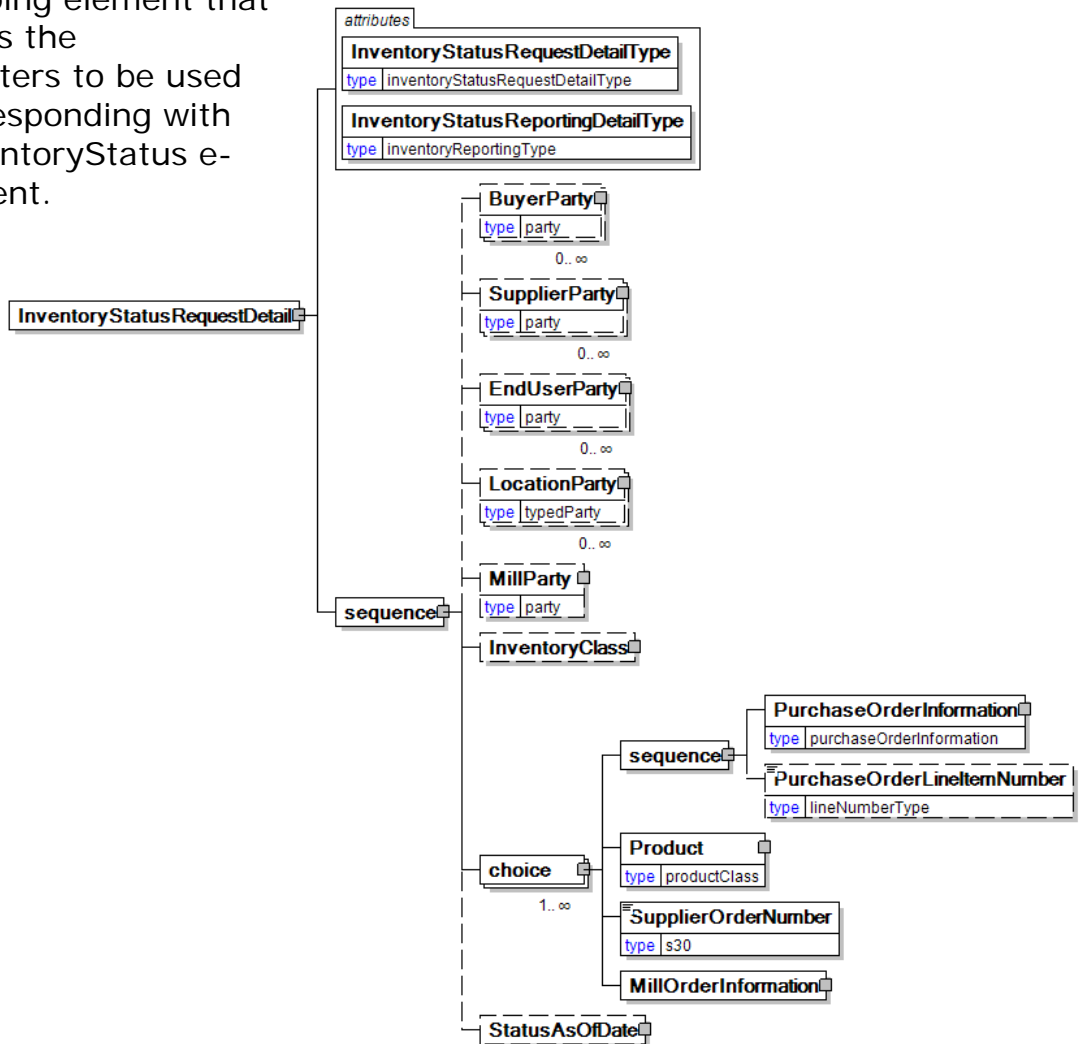 element that
s the
ters to be used
esponding with
ntoryStatus e-
ent.
attributes
InventoryStatusRequestDetailType
type inventoryStatusRequestDetailType
InventoryStatusReportingDetailType
type inventoryReportingType
BuyerParty
type party
0.. ∞
SupplierParty
type party
0.. ∞
InventoryStatusRequestDetail
EndUserParty
type party
0.. ∞
LocationParty
type typedParty
0.. ∞
MillParty
type party
sequence
InventoryClass
PurchaseOrderInformation
type purchaseOrderInformation
sequence
PurchaseOrderLineItemNumber
type lineNumberType
Product
type productClass
choice
1.. ∞
SupplierOrderNumber
type s30
MillOrderInformation
StatusAsOfDate